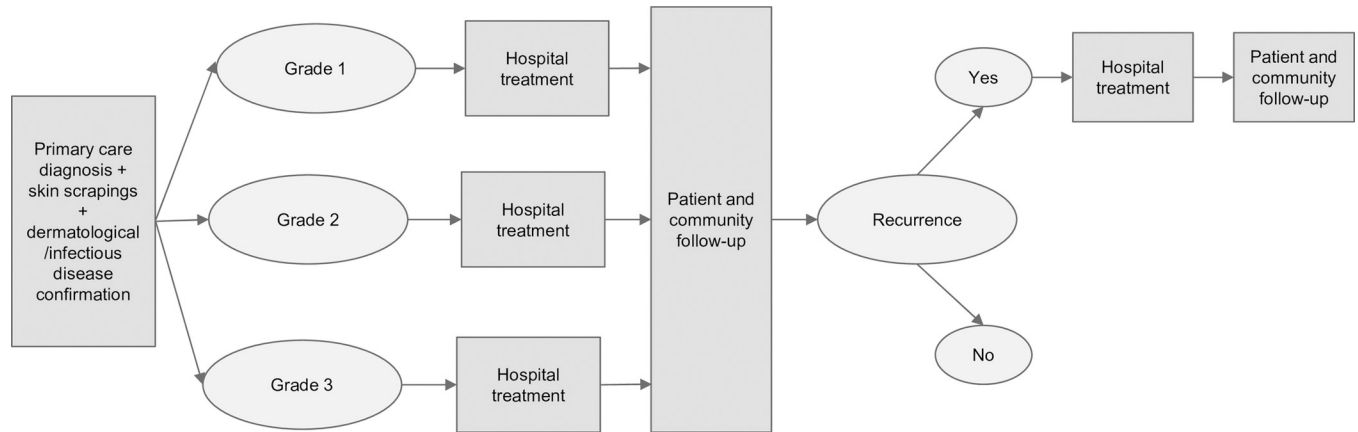 Primary care
diagnosis +
skin scrapings
+
dermatological
/infectious
disease
confirmation
Grade 1
Hospital
treatment
Grade 2
Hospital
treatment
Grade 3
Hospital
treatment
Patient and
community
follow-up
Recurrence
Yes
Hospital
treatment
Patient and
community
follow-up
No